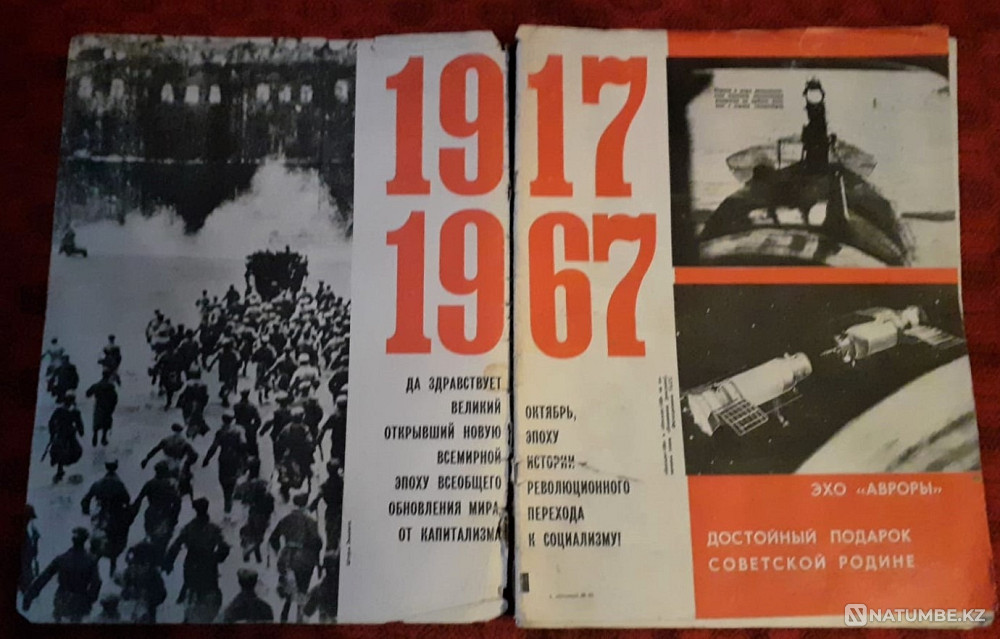 1917
1967
ДА ЗДРАВСТВУЕТ
ВЕЛИКИЙ ОКТЯБРЬ,
ОТКРЫВШИЙ НОВУЮ ЭПОХУ
ВСЕМИРНОЙ ИСТОРИИ -
ЭПОХУ ВСЕОБЩЕГО РЕВОЛЮЦИОННОГО
ОБНОВЛЕНИЯ МИРА, ПЕРЕХОДА
ОТ КАПИТАЛИЗМА К СОЦИАЛИЗМУ!
ЭХО «АВРОРЫ»
ДОСТОЙНЫЙ ПОДАРОК
СОВЕТСКОЙ РОДИНЕ
NATUMBE.KZ